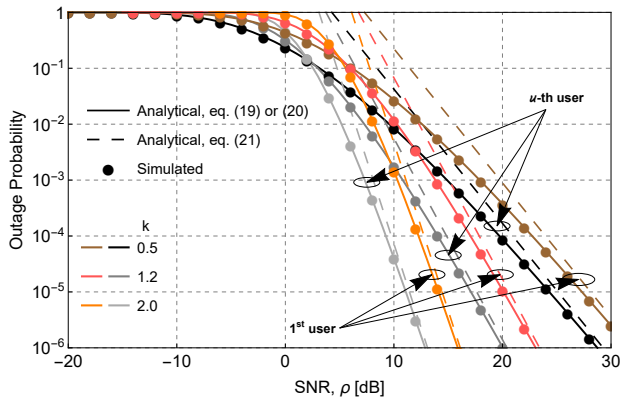 1
10⁻¹
10⁻²
10⁻³
10⁻⁴
10⁻⁵
10⁻⁶
Outage Probability
Analytical, eq. (19) or (20)
Analytical, eq. (21)
Simulated
k
0.5
1.2
2.0
u-th user
1ˢᵗ user
−20 −10 0 10 20 30
SNR, ρ [dB]